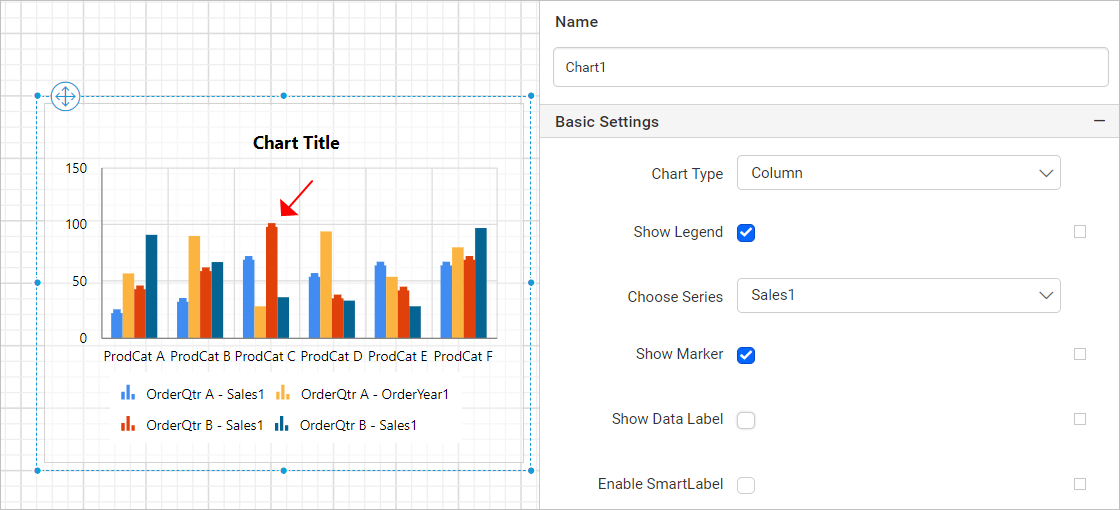 Chart Title
150
100
50
0
ProdCat A ProdCat B ProdCat C ProdCat D ProdCat E ProdCat F
OrderQtr A - Sales1 OrderQtr A - OrderYear1
OrderQtr B - Sales1 OrderQtr B - Sales1
Name
Chart1
Basic Settings
Chart Type Column
Show Legend
Choose Series Sales1
Show Marker
Show Data Label
Enable SmartLabel